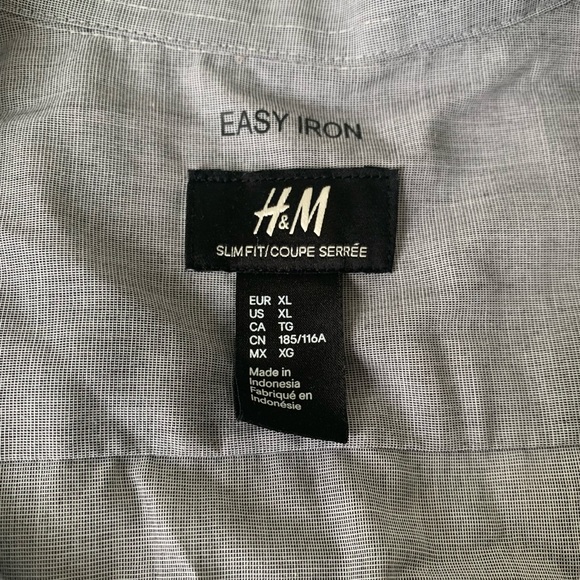 EASY IRON
H&M
SLIM FIT/COUPE SERRÉE
EUR XL
US XL
CA TG
CN 185/116A
MX XG
Made in
Indonesia
Fabriqué en
Indonésie